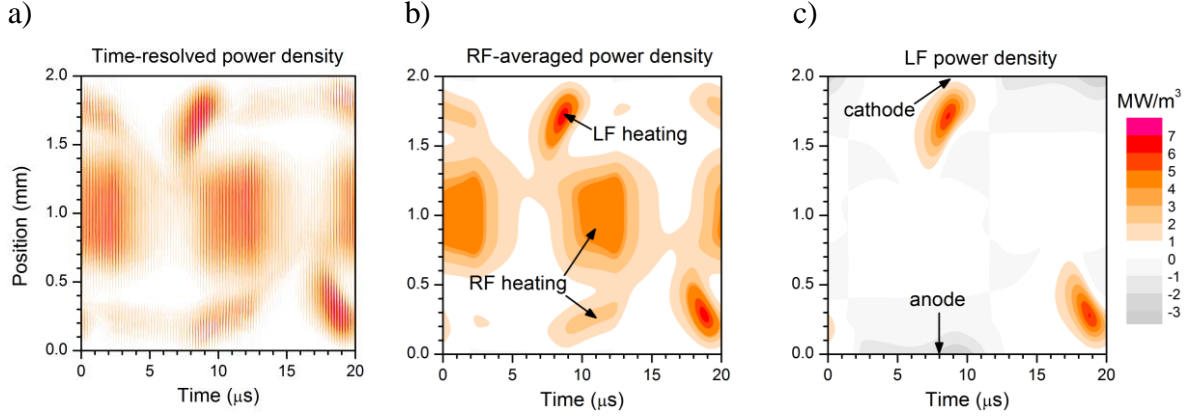 a)
Time-resolved power density
Position (mm)
2.0
1.5
1.0
0.5
0.0
0
5
10
15
20
Time (μs)
b)
RF-averaged power density
2.0
1.5
1.0
0.5
0.0
LF heating
RF heating
0
5
10
15
20
Time (μs)
c)
LF power density
2.0
1.5
1.0
0.5
0.0
cathode
anode
0
5
10
15
20
Time (μs)
MW/m³
7
6
5
4
3
2
1
0
-1
-2
-3